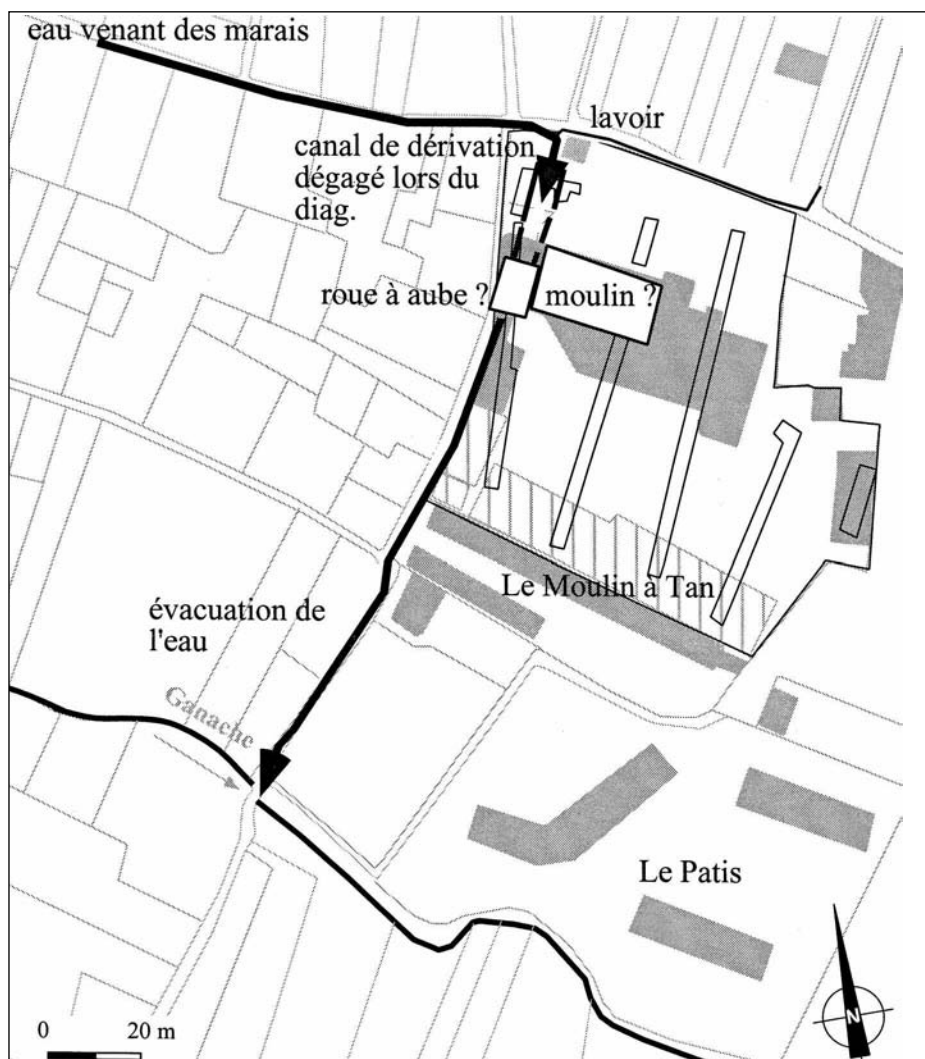 eau venant des marais
lavoir
canal de dérivation
dégagé lors du
diag.
roue à aube ?
moulin ?
Le Moulin à Tan
évacuation de
l'eau
Ganache
Le Patis
0 20 m
N